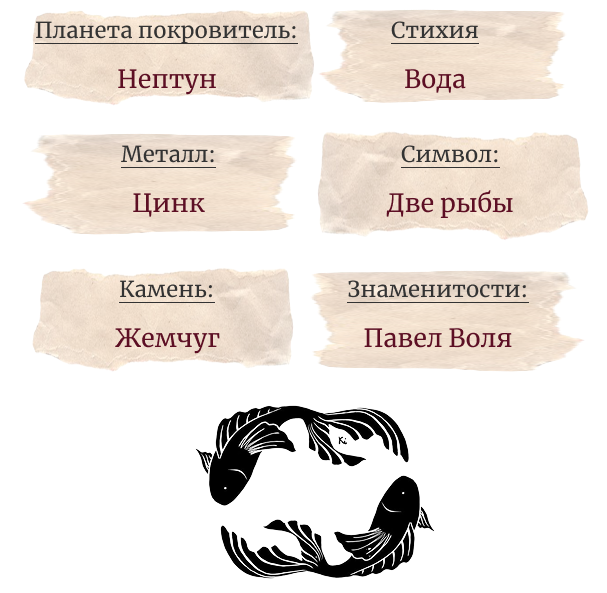 Планета покровитель:
Нептун
Стихия
Вода
Металл:
Цинк
Символ:
Две рыбы
Камень:
Жемчуг
Знаменитости:
Павел Воля